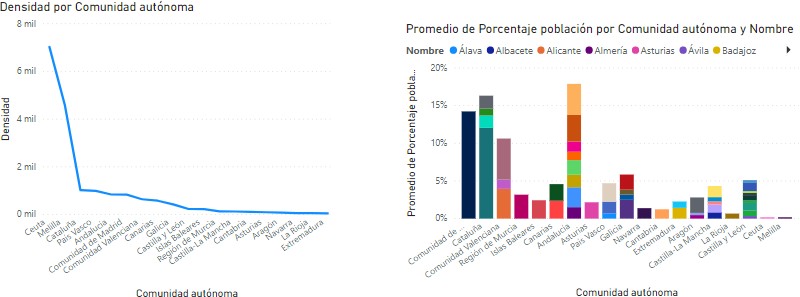 Densidad por Comunidad autónoma
8 mil
6 mil
4 mil
2 mil
0 mil
Densidad
Ceuta
Melilla
Cataluña
País Vasco
Andalucía
Comunidad de Madrid
Comunidad Valenciana
Canarias
Galicia
Castilla y León
Islas Baleares
Región de Murcia
Castilla-La Mancha
Cantabria
Asturias
Aragón
Navarra
La Rioja
Extremadura
Comunidad autónoma
Promedio de Porcentaje población por Comunidad autónoma y Nombre
Nombre Álava Albacete Alicante Almería Asturias Ávila Badajoz
20%
15%
10%
5%
0%
Promedio de Porcentaje pobla...
Comunidad de ...
Cataluña
Comunidad Valenciana
Región de Murcia
Islas Baleares
Canarias
Andalucía
Asturias
País Vasco
Galicia
Navarra
Cantabria
Extremadura
Aragón
Castilla-La Mancha
La Rioja
Castilla y León
Ceuta
Melilla
Comunidad autónoma